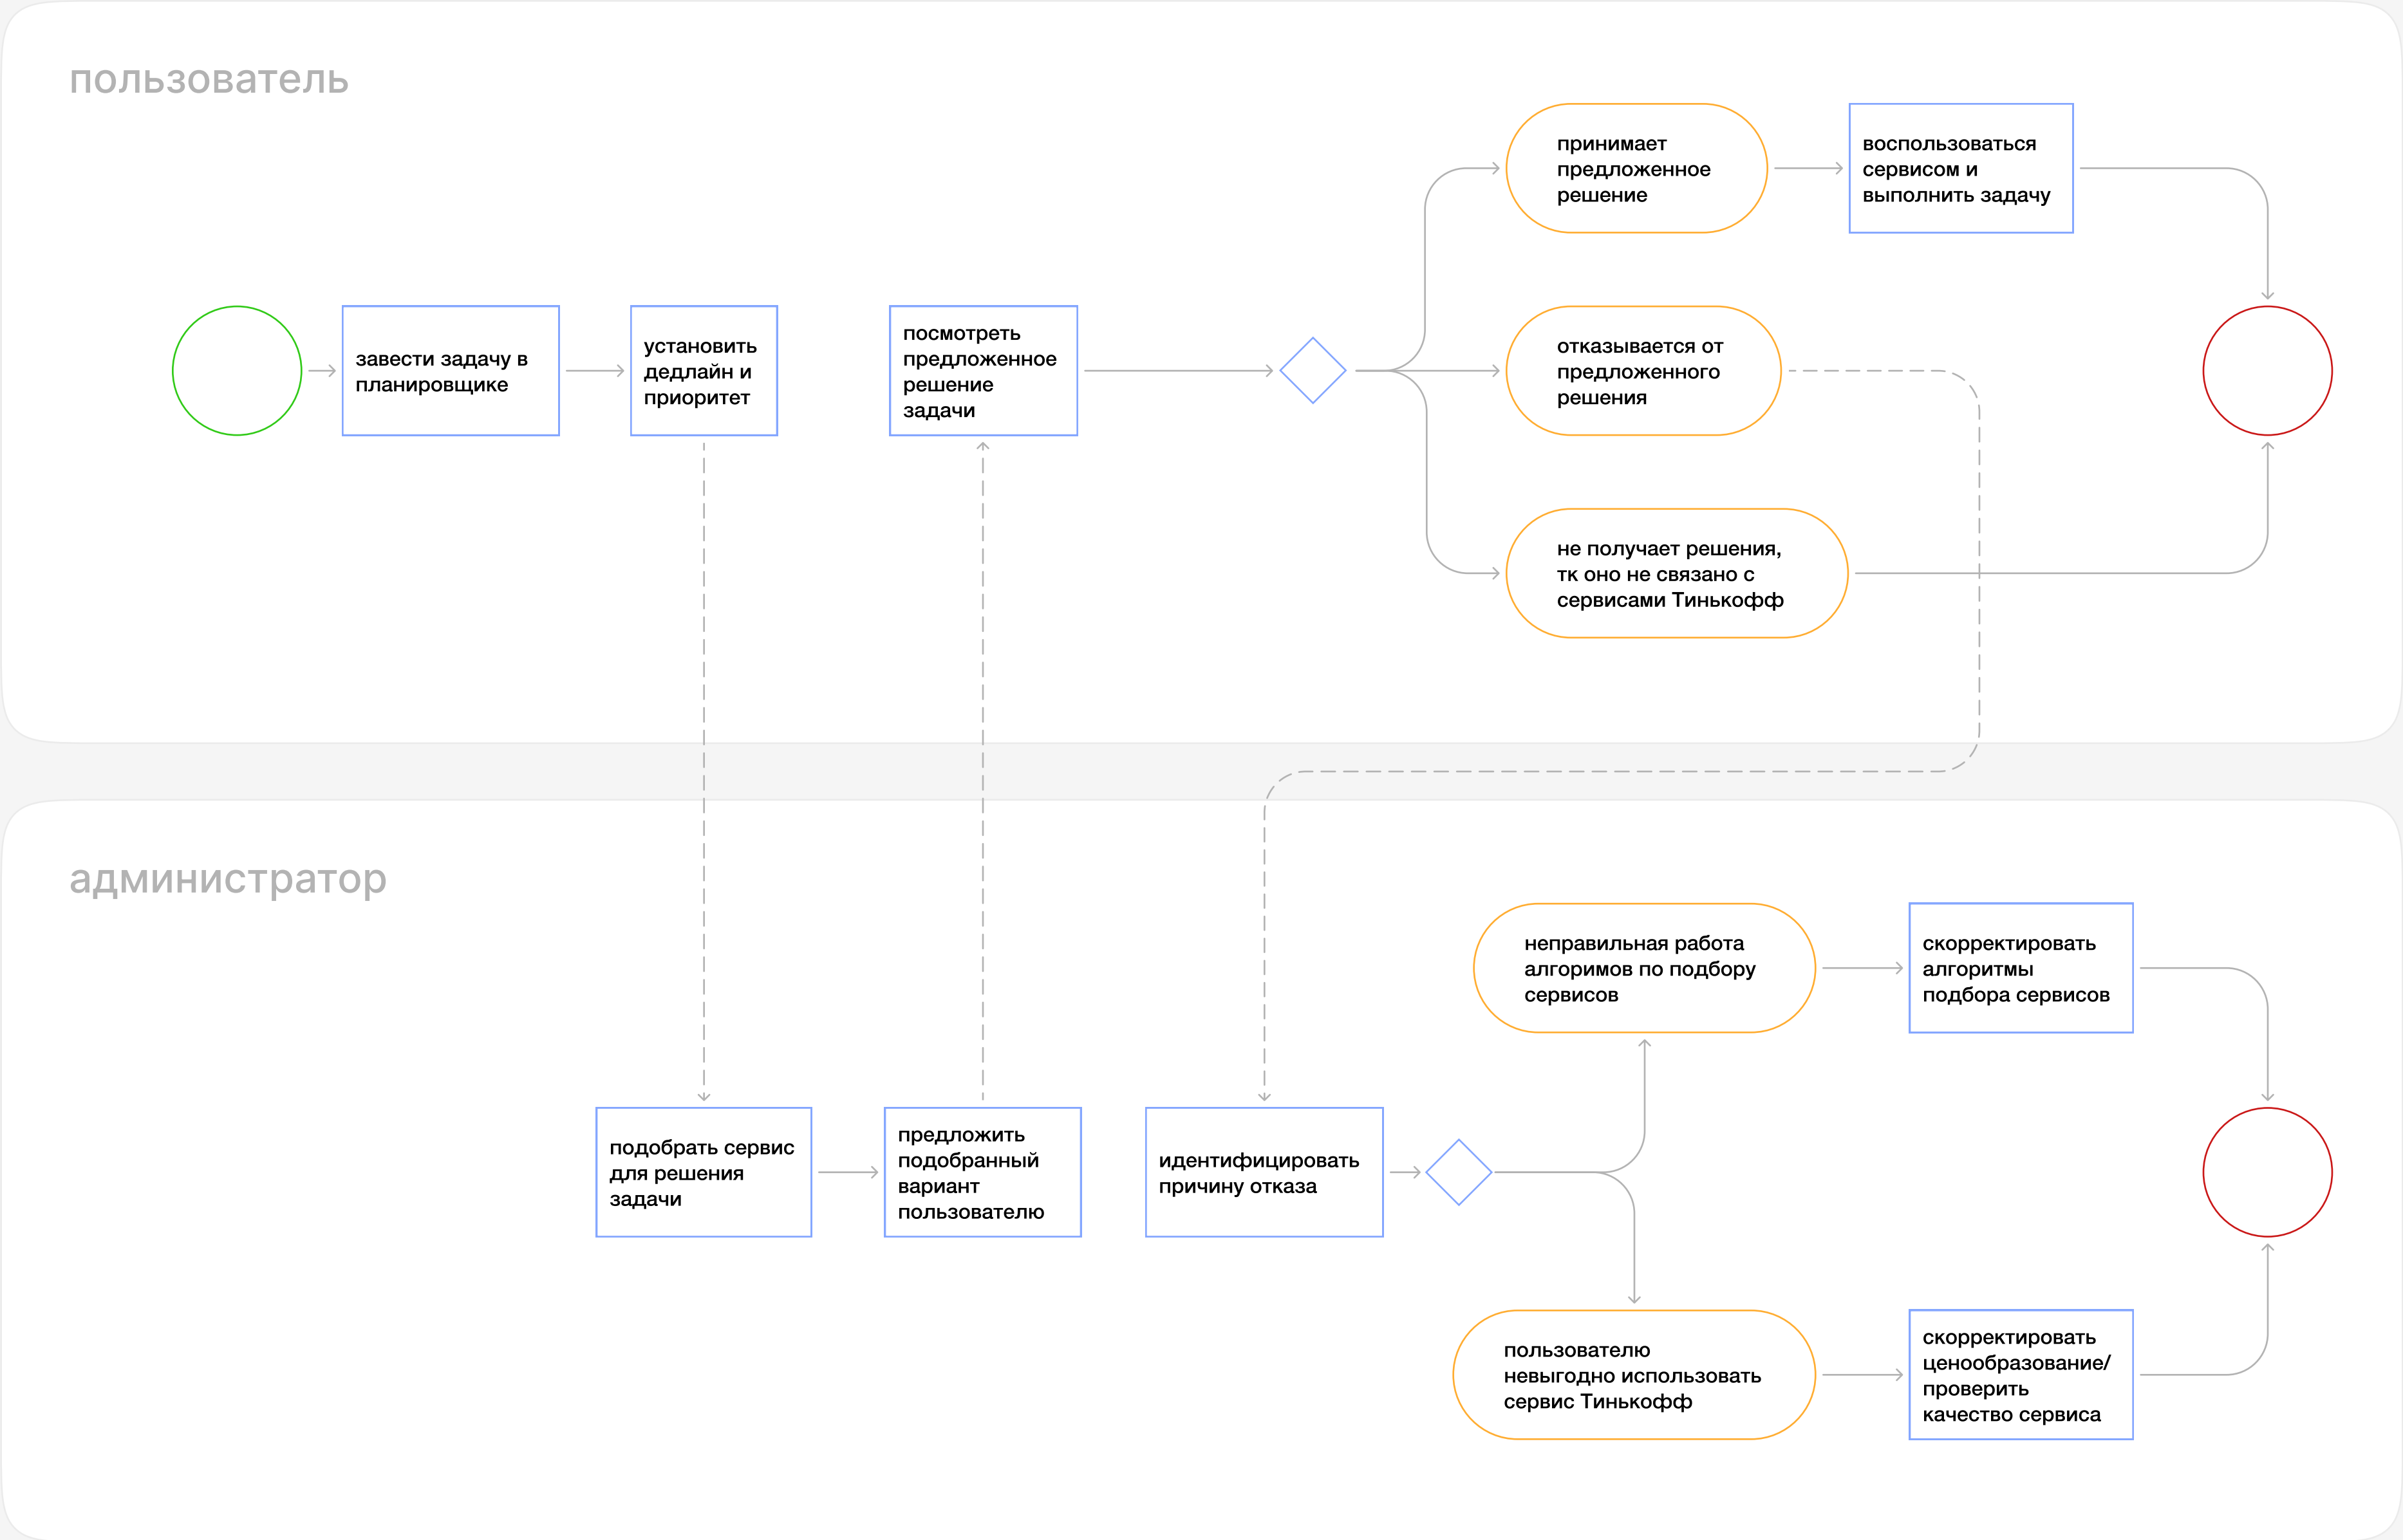 пользователь
принимает
предложенное
решение
воспользоваться
сервисом и
выполнить задачу
завести задачу в
планировщике
установить
дедлайн и
приоритет
посмотреть
предложенное
решение
задачи
отказывается от
предложенного
решения
не получает решения,
тк оно не связано с
сервисами Тинькофф
администратор
неправильная работа
алгоримов по подбору
сервисов
скорректировать
алгоритмы
подбора сервисов
подобрать сервис
для решения
задачи
предложить
подобранный
вариант
пользователю
идентифицировать
причину отказа
пользователю
невыгодно использовать
сервис Тинькофф
скорректировать
ценообразование/
проверить
качество сервиса